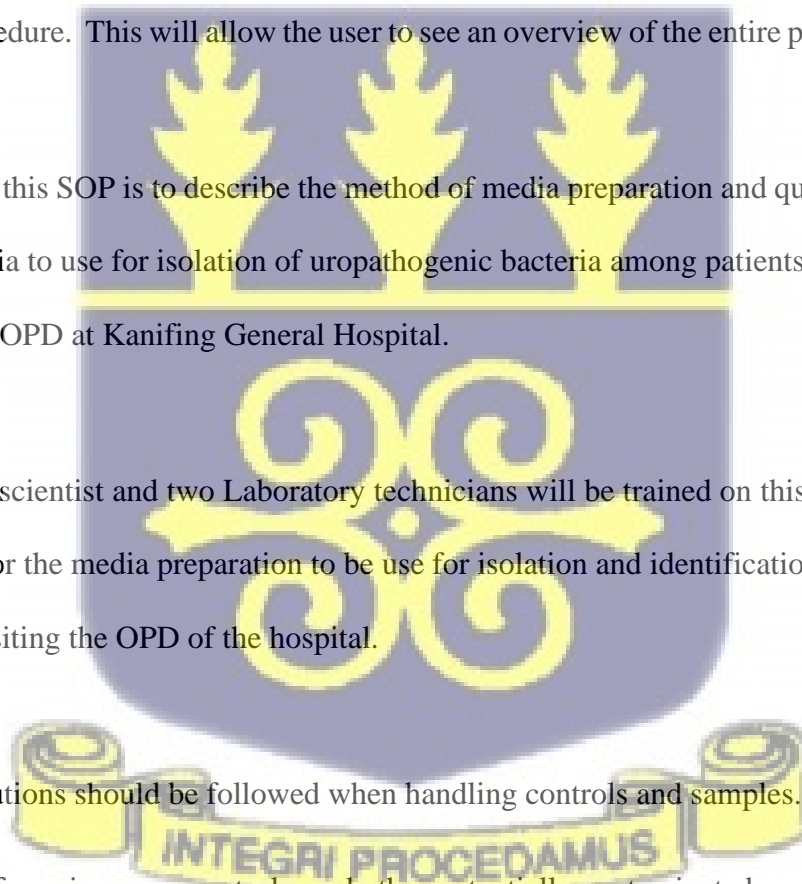 edure. This will allow the user to see an overview of the entire p
this SOP is to describe the method of media preparation and qu
ia to use for isolation of uropathogenic bacteria among patients
OPD at Kanifing General Hospital.
scientist and two Laboratory technicians will be trained on this
or the media preparation to be use for isolation and identificatio
siting the OPD of the hospital.
utions should be followed when handling controls and samples.
INTEGRI PROCEDAMUS